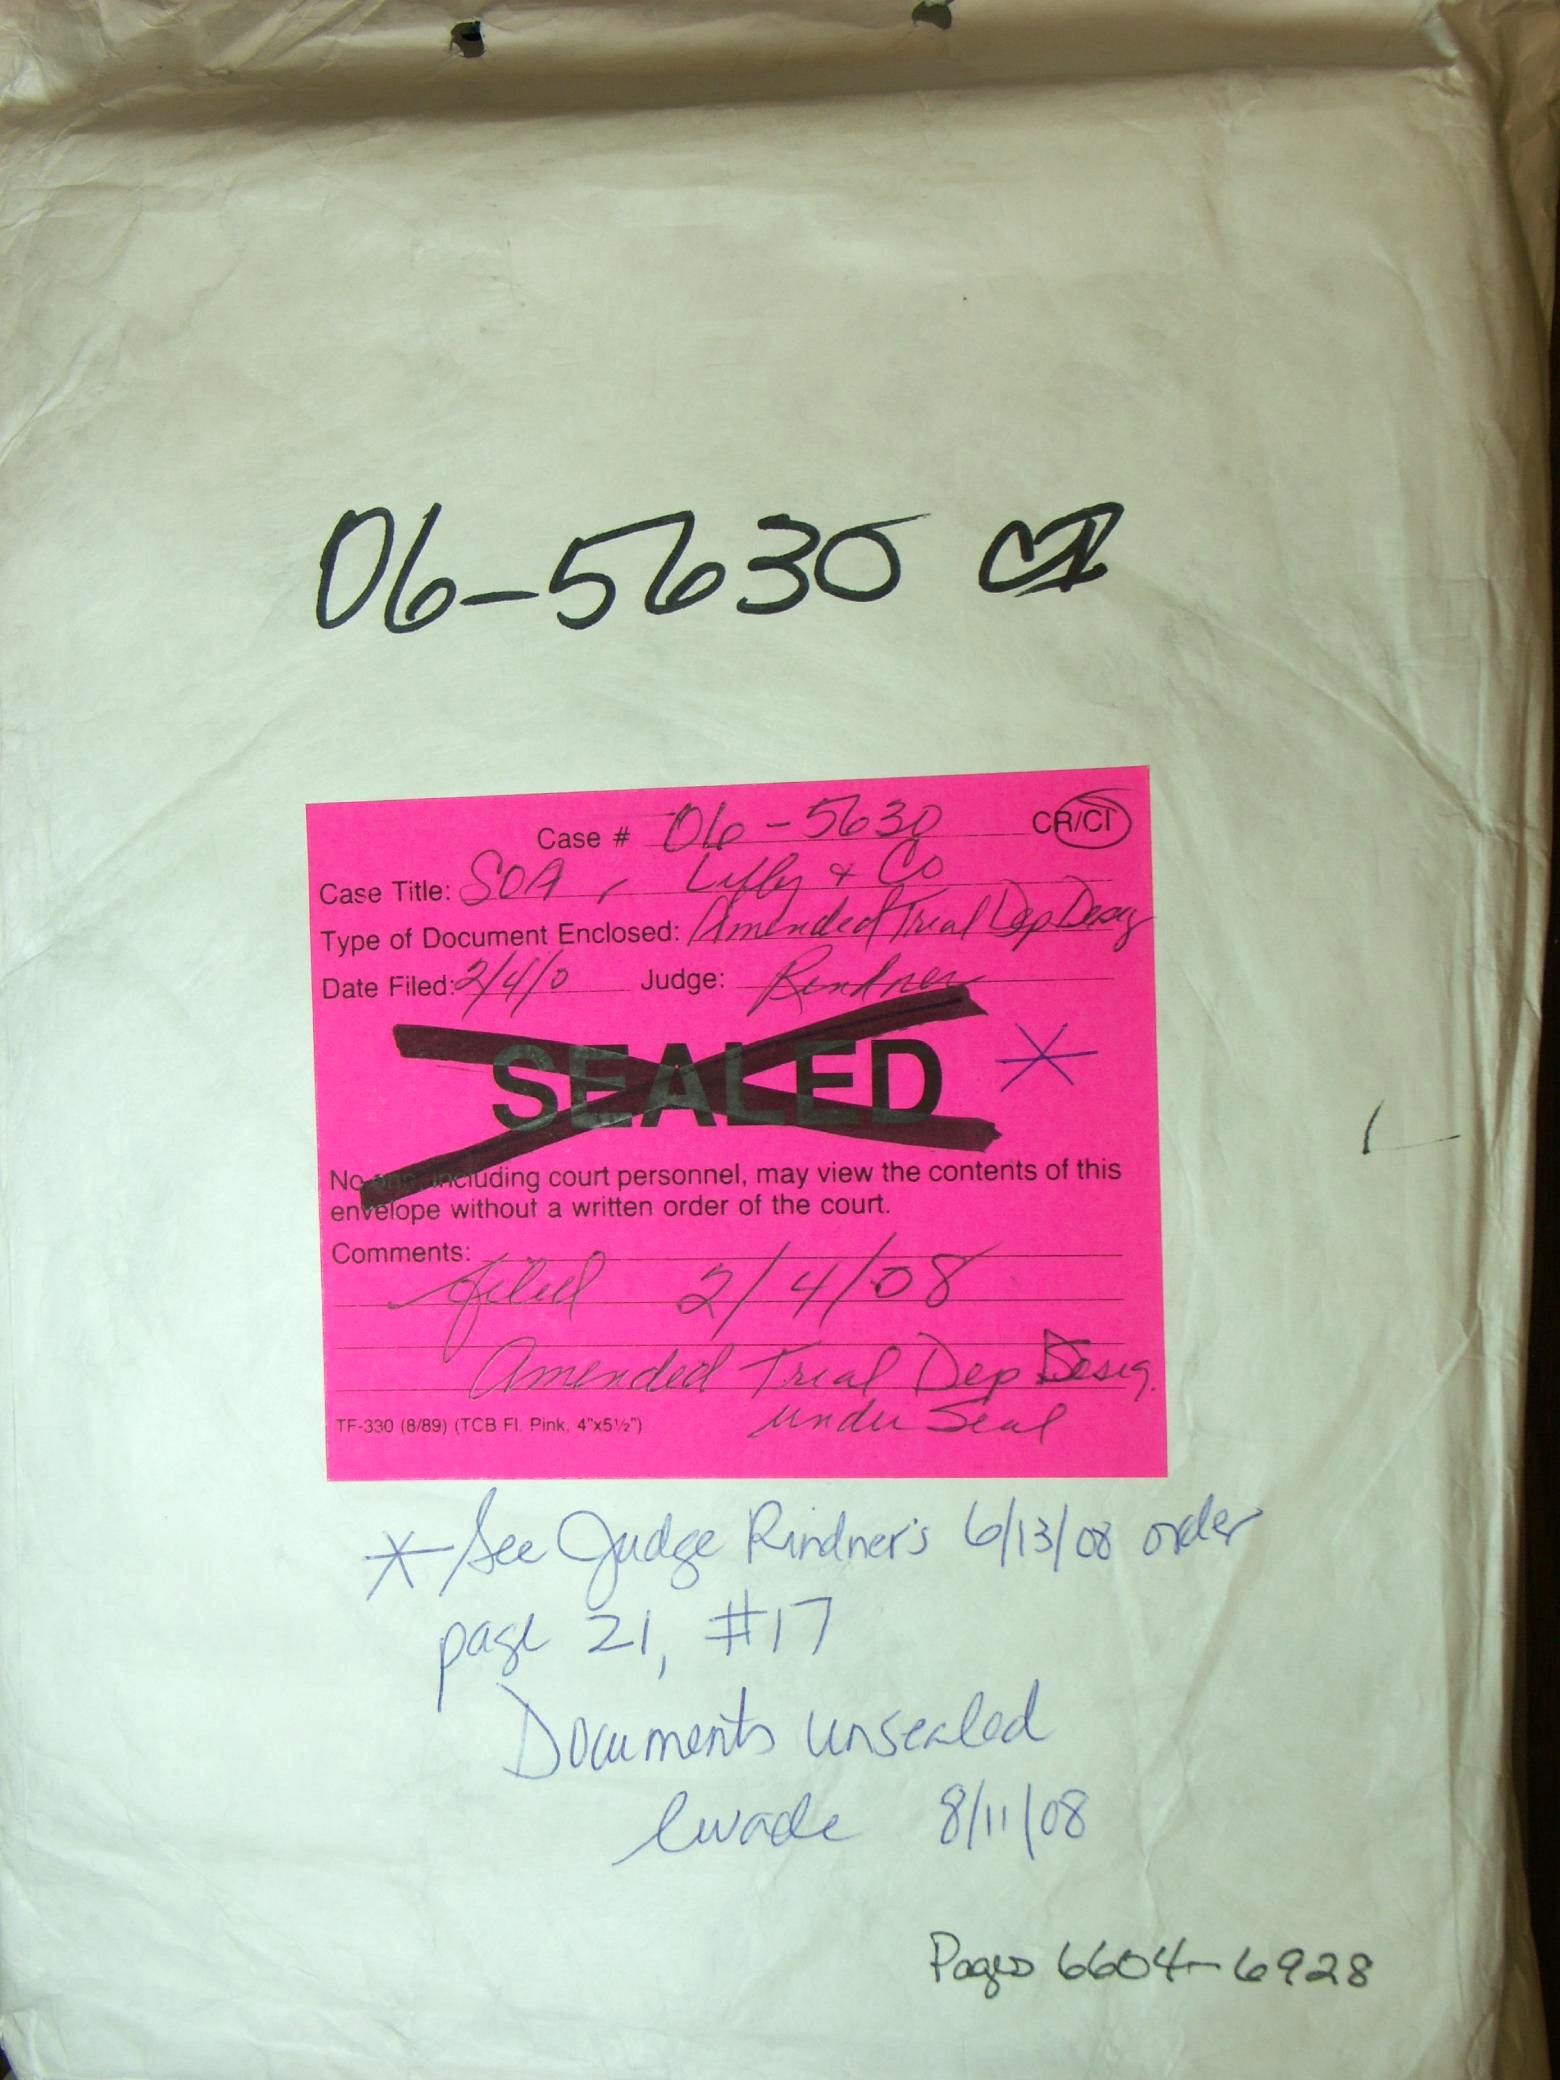 06-5630 CI
Case # 06-5630 CR/CI
Case Title: SOA, Lilly & Co
Type of Document Enclosed: Amended Trial Dep Desig
Date Filed: 2/4/0 Judge: Rindner
SEALED *
No one, including court personnel, may view the contents of this
envelope without a written order of the court.
Comments:
filed 2/4/08
Amended Trial Dep Desig.
under Seal
TF-330 (8/89) (TCB Fl. Pink, 4"x5½")
* See Judge Rindner's 6/13/08 order
page 21, #17
Documents unsealed
lwade 8/11/08
Pages 6604-6928